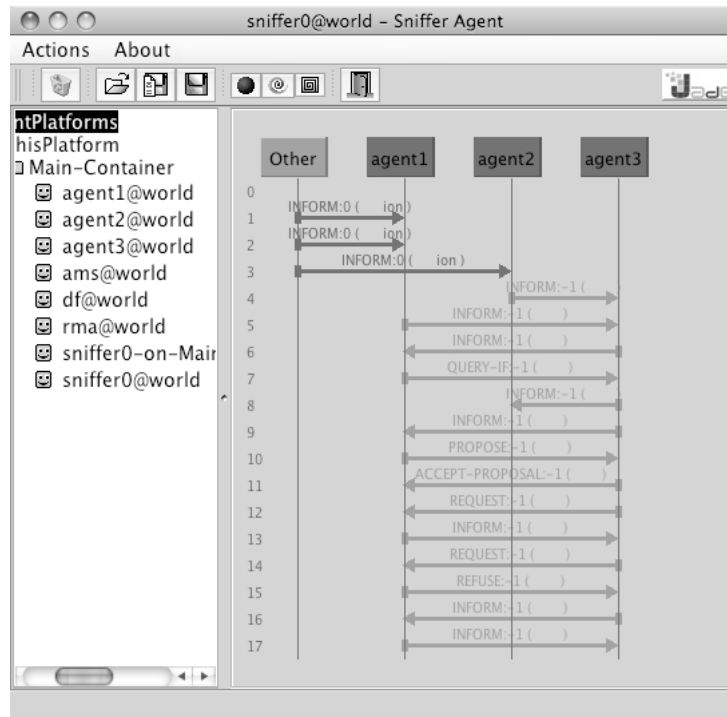 sniffer0@world – Sniffer Agent
Actions About
Jade
ntPlatforms
hisPlatform
Main-Container
agent1@world
agent2@world
agent3@world
ams@world
df@world
rma@world
sniffer0-on-Mair
sniffer0@world
Other agent1 agent2 agent3
0
INFORM:0 ( ion )
1
INFORM:0 ( ion )
2
INFORM:0 ( ion )
3
INFORM:-1 ( )
4
INFORM:-1 ( )
5
INFORM:-1 ( )
6
QUERY-IF:-1 ( )
7
INFORM:-1 ( )
8
INFORM:-1 ( )
9
PROPOSE:-1 ( )
10
ACCEPT-PROPOSAL:-1 ( )
11
REQUEST:-1 ( )
12
INFORM:-1 ( )
13
REQUEST:-1 ( )
14
REFUSE:-1 ( )
15
INFORM:-1 ( )
16
INFORM:-1 ( )
17